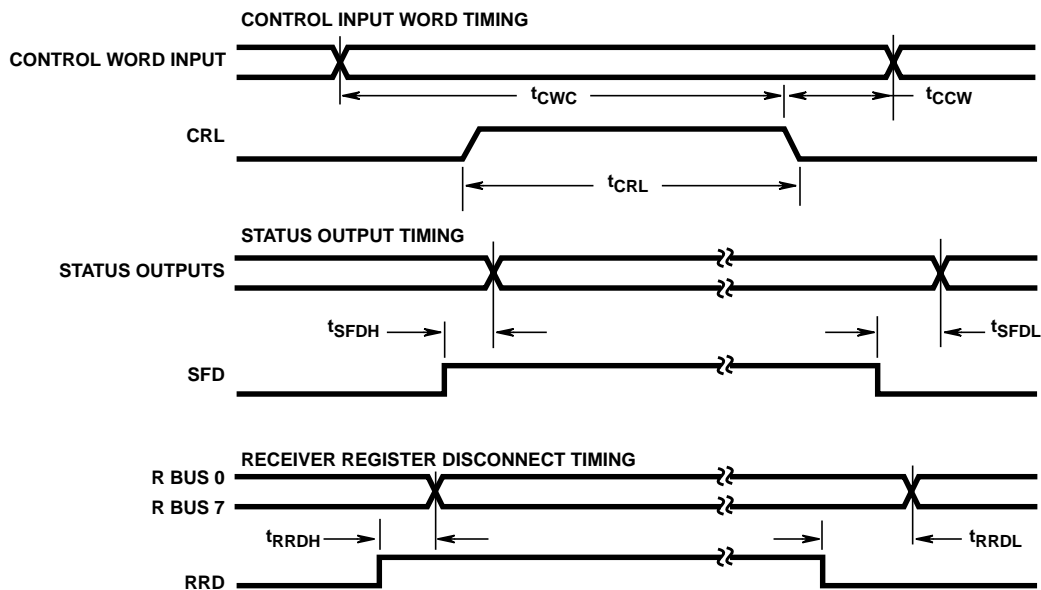 CONTROL INPUT WORD TIMING
CONTROL WORD INPUT
tCWC
tCCW
CRL
tCRL
STATUS OUTPUT TIMING
STATUS OUTPUTS
tSFDH
tSFDL
SFD
RECEIVER REGISTER DISCONNECT TIMING
R BUS 0
R BUS 7
tRRDH
tRRDL
RRD